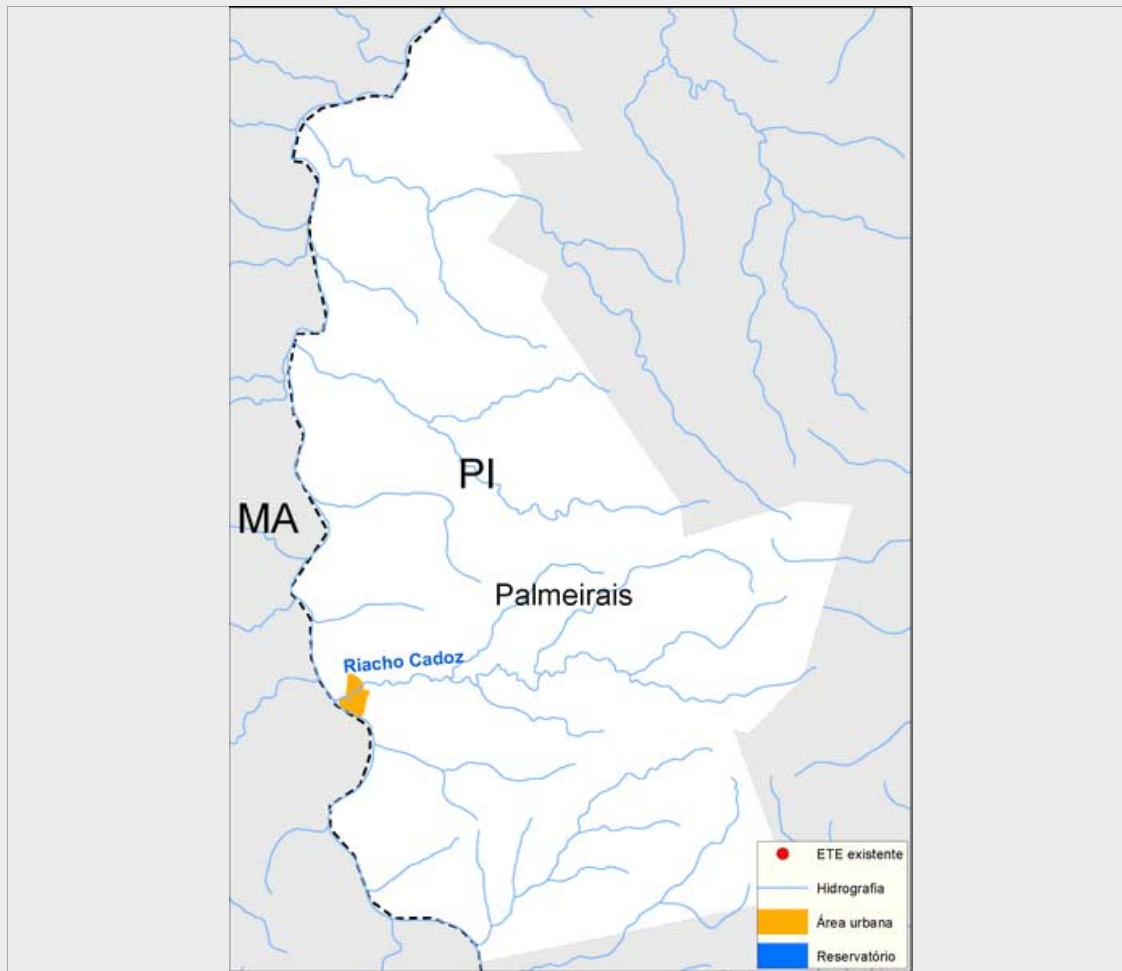 PI
MA
Palmeirais
Riacho Cadoz
ETE existente
Hidrografia
Área urbana
Reservatório